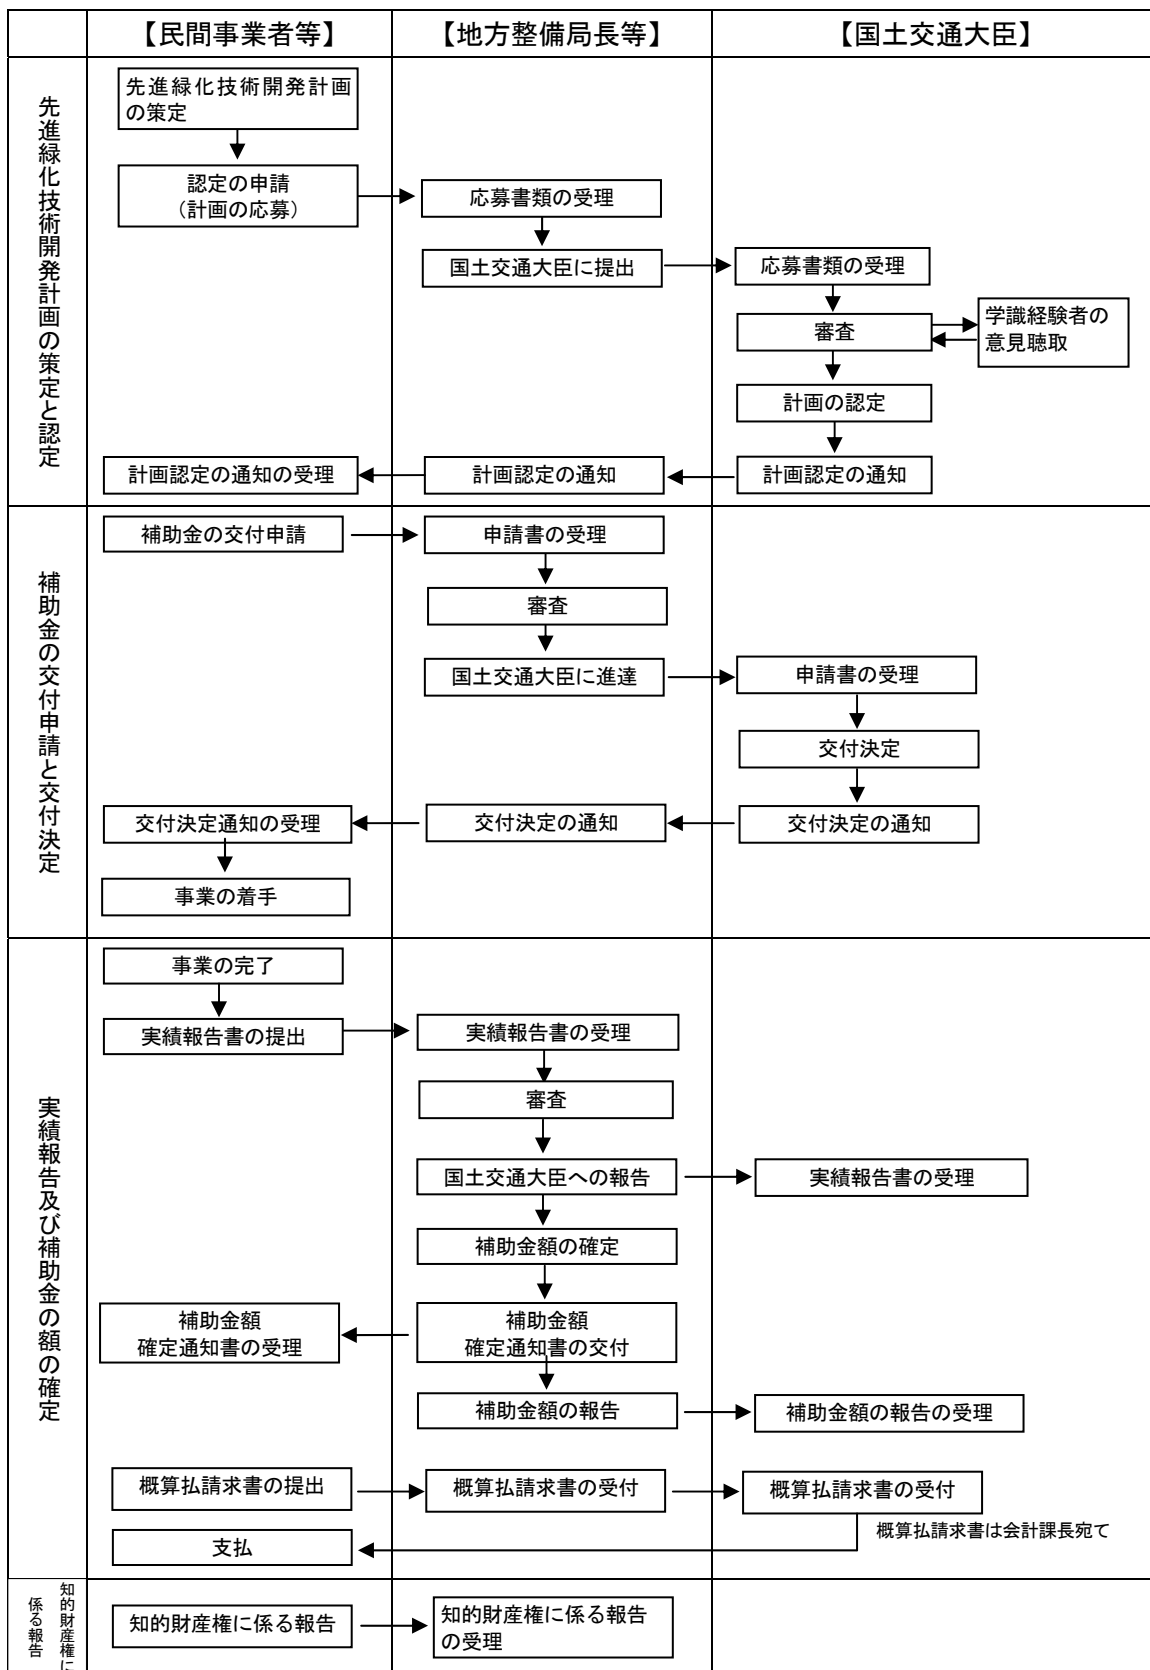 【民間事業者等】
【地方整備局長等】
【国土交通大臣】
先進緑化技術開発計画の策定と認定
先進緑化技術開発計画
の策定
認定の申請
（計画の応募）
応募書類の受理
国土交通大臣に提出
応募書類の受理
審査
学識経験者の
意見聴取
計画の認定
計画認定の通知の受理
計画認定の通知
計画認定の通知
補助金の交付申請と交付決定
補助金の交付申請
申請書の受理
審査
国土交通大臣に進達
申請書の受理
交付決定
交付決定通知の受理
交付決定の通知
交付決定の通知
事業の着手
実績報告及び補助金の額の確定
事業の完了
実績報告書の提出
実績報告書の受理
審査
国土交通大臣への報告
実績報告書の受理
補助金額の確定
補助金額
確定通知書の受理
補助金額
確定通知書の交付
補助金額の報告
補助金額の報告の受理
概算払請求書の提出
概算払請求書の受付
概算払請求書の受付
概算払請求書は会計課長宛て
支払
知的財産権に
係る報告
知的財産権に係る報告
知的財産権に係る報告
の受理